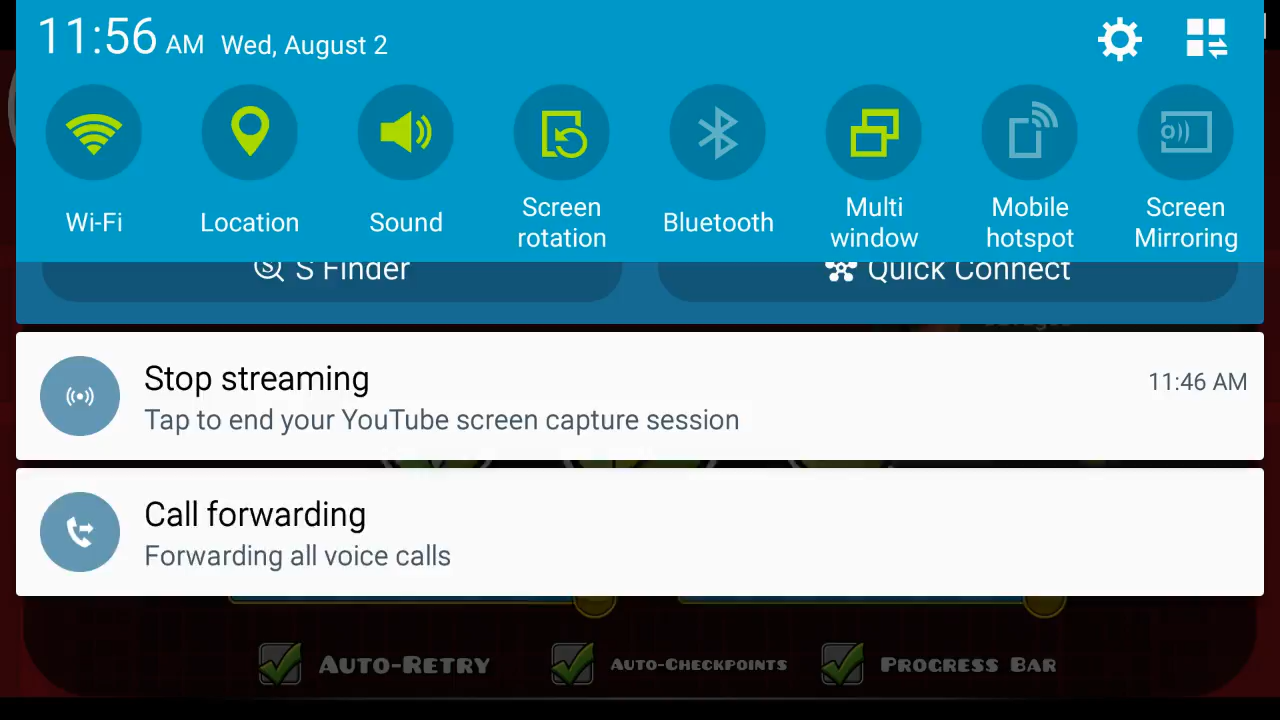 11:56 AM Wed, August 2
Wi-Fi
Location
Sound
Screen
rotation
Bluetooth
Multi
window
Mobile
hotspot
Screen
Mirroring
S Finder
Quick Connect
Stop streaming
11:46 AM
Tap to end your YouTube screen capture session
Call forwarding
Forwarding all voice calls
Auto-Retry
Auto-Checkpoints
Progress Bar